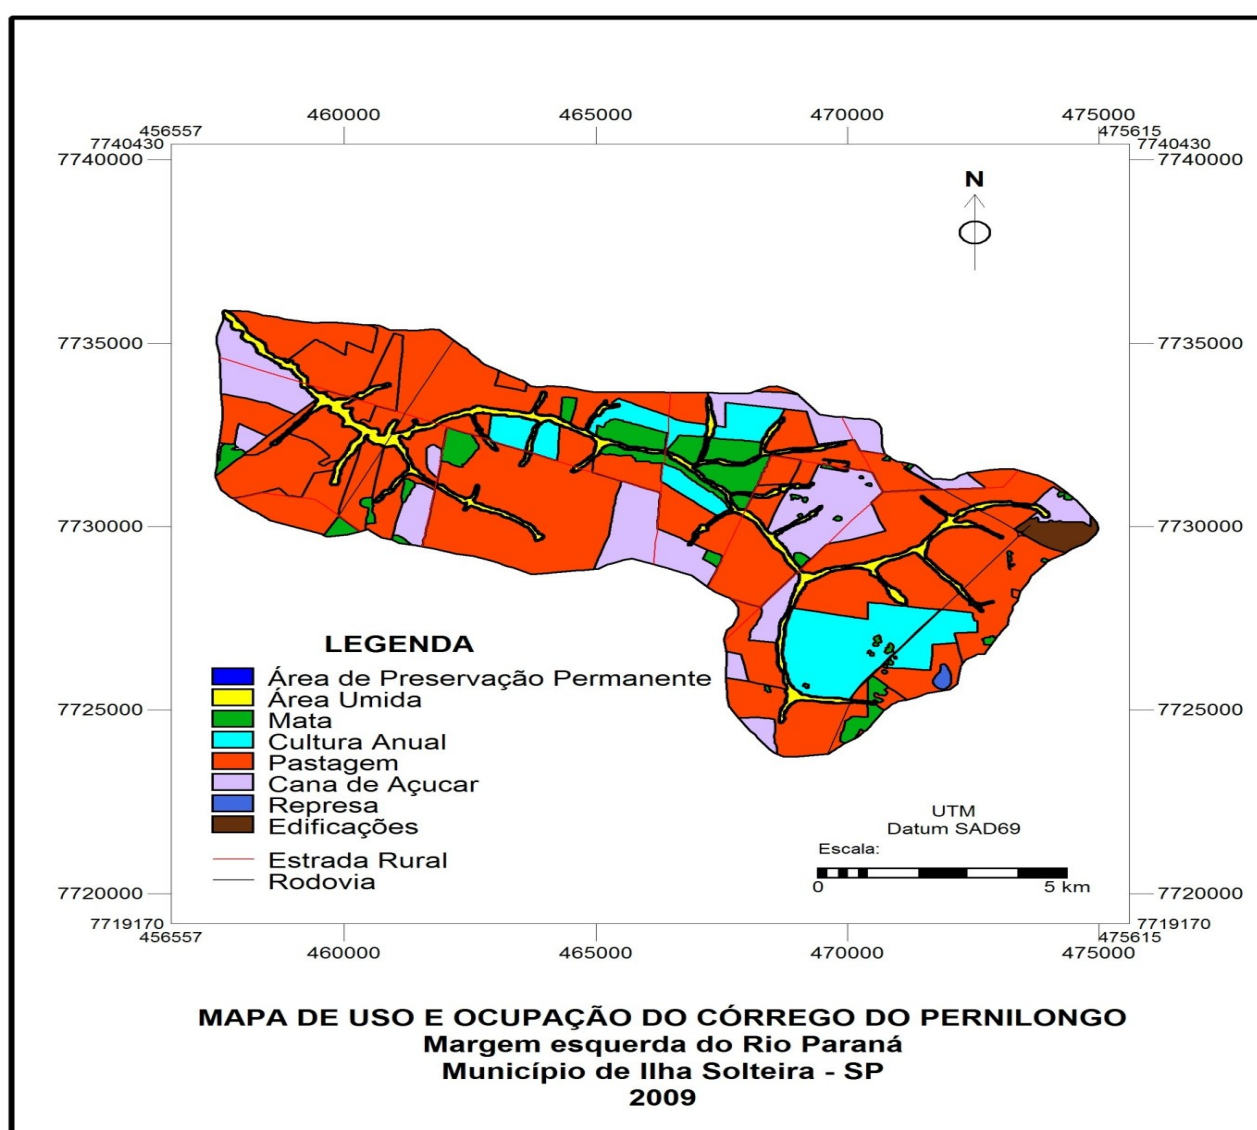 460000 465000 470000 475000
456557 475615
7740430 7740430
7740000 7740000
N
7735000 7735000
7730000 7730000
LEGENDA
Área de Preservação Permanente
Área Umida
Mata
Cultura Anual
Pastagem
Cana de Açucar
Represa
Edificações
Estrada Rural
Rodovia
7725000 7725000
UTM
Datum SAD69
Escala:
0 5 km
7720000 7720000
7719170 7719170
456557 475615
460000 465000 470000 475000
MAPA DE USO E OCUPAÇÃO DO CÓRREGO DO PERNILONGO
Margem esquerda do Rio Paraná
Município de Ilha Solteira - SP
2009